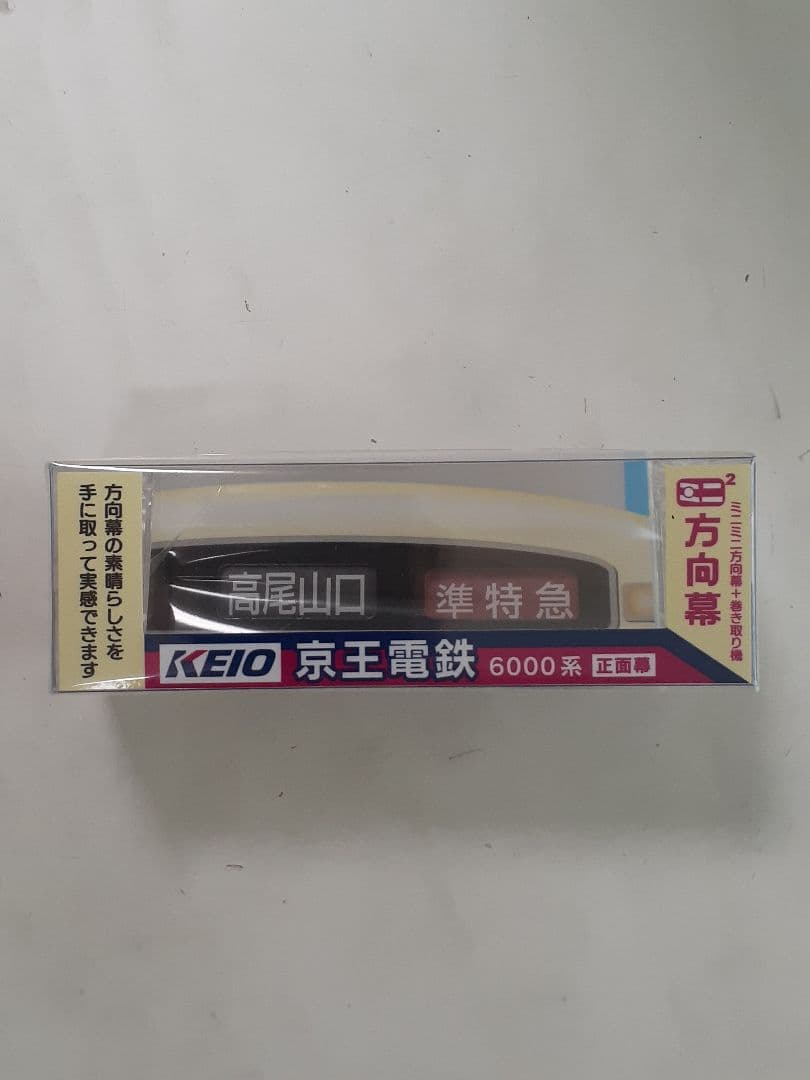 方向幕の素晴らしさを
手に取って実感できます
高尾山口
準特急
KEIO 京王電鉄 6000系 正面幕
ミニ2
方向幕
ミニミニ方向幕+巻き取り機